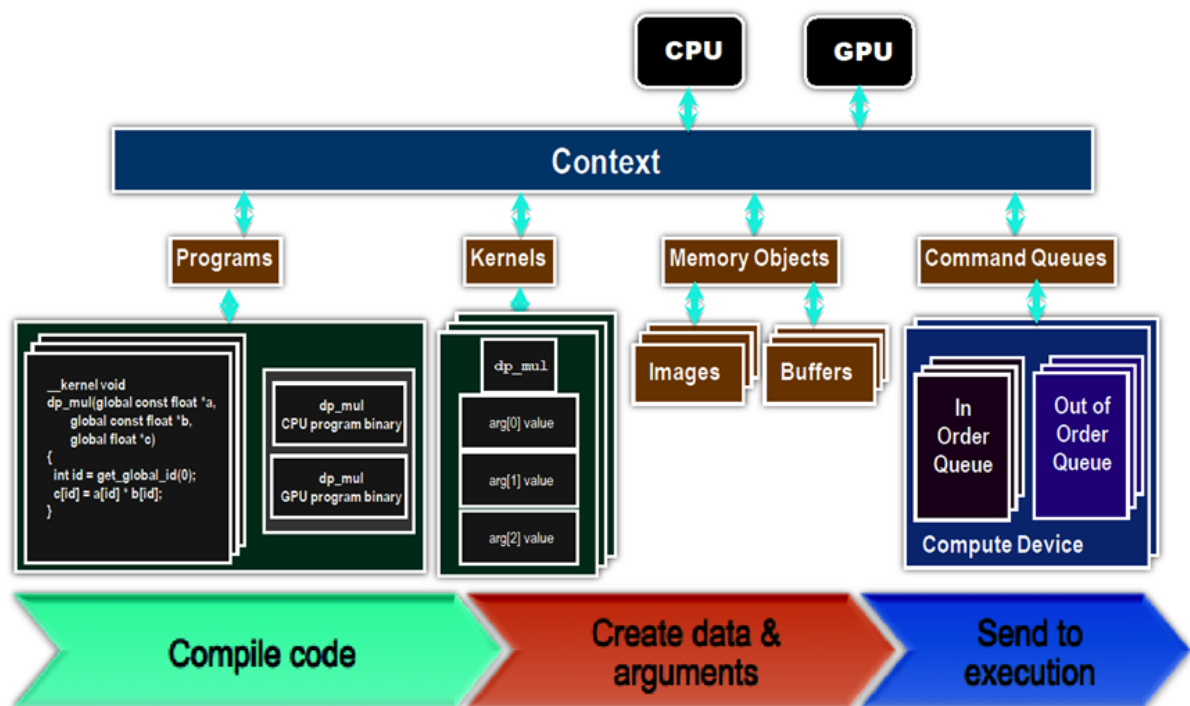 CPU
GPU
Context
Programs
Kernels
Memory Objects
Command Queues
__kernel void
dp_mul(global const float *a,
global const float *b,
global float *c)
{
int id = get_global_id(0);
c[id] = a[id] * b[id];
}
dp_mul
CPU program binary
dp_mul
GPU program binary
dp_mul
arg[0] value
arg[1] value
arg[2] value
Images
Buffers
In
Order
Queue
Out of
Order
Queue
Compute Device
Compile code
Create data &
arguments
Send to
execution